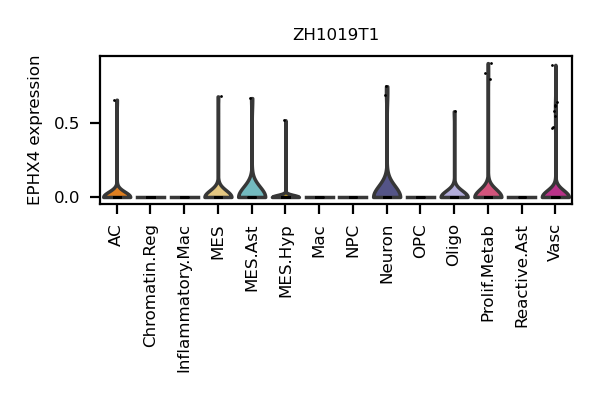 ZH1019T1
EPHX4 expression
0.5
0.0
AC
Chromatin.Reg
Inflammatory.Mac
MES
MES.Ast
MES.Hyp
Mac
NPC
Neuron
OPC
Oligo
Prolif.Metab
Reactive.Ast
Vasc